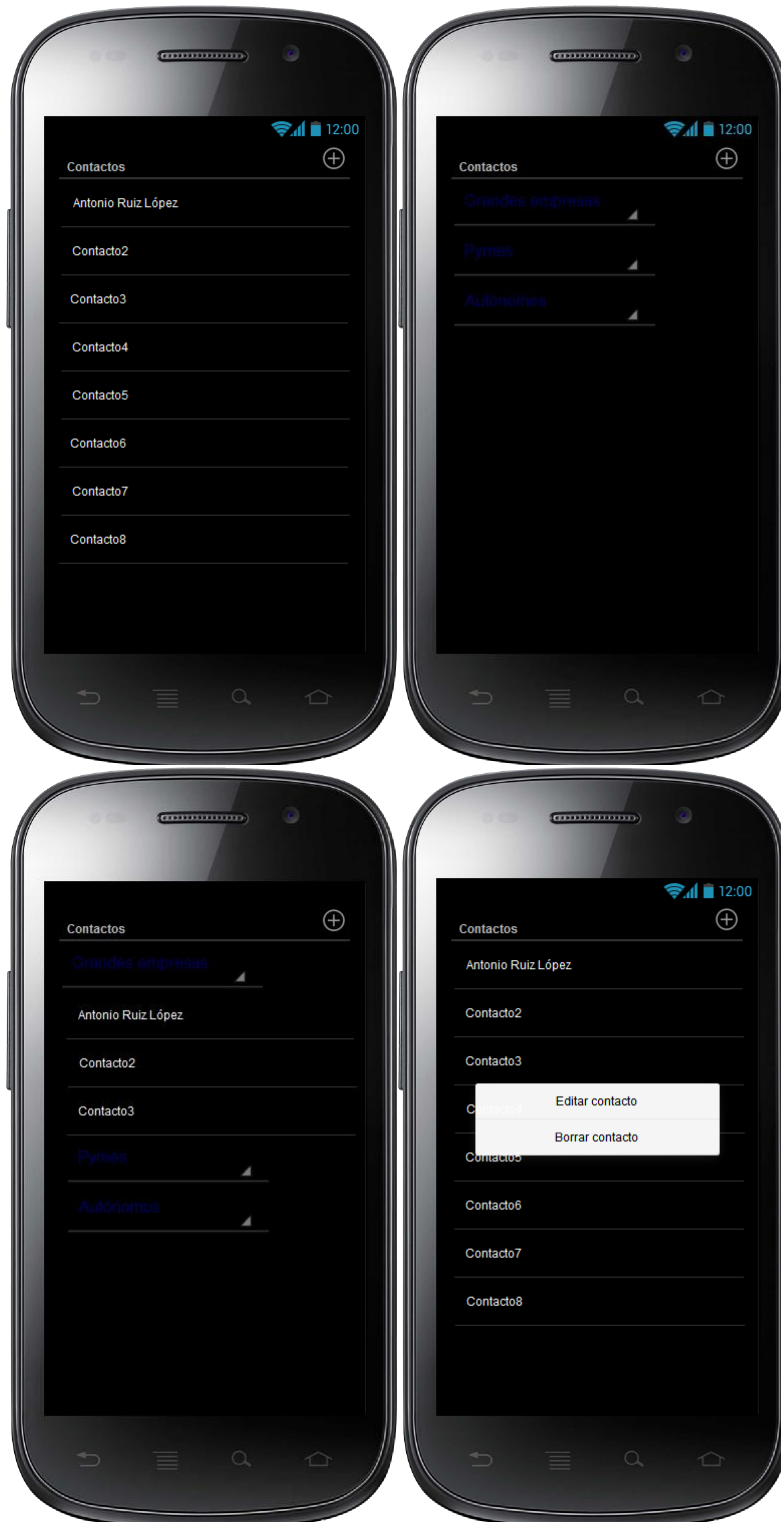 12:00
Contactos
Antonio Ruiz López
Contacto2
Contacto3
Contacto4
Contacto5
Contacto6
Contacto7
Contacto8
12:00
Contactos
Grandes empresas
Pymes
Autónomos
Contactos
Grandes empresas
Antonio Ruiz López
Contacto2
Contacto3
Pymes
Autónomos
12:00
Contactos
Antonio Ruiz López
Contacto2
Contacto3
Contacto4
Editar contacto
Borrar contacto
Contacto5
Contacto6
Contacto7
Contacto8